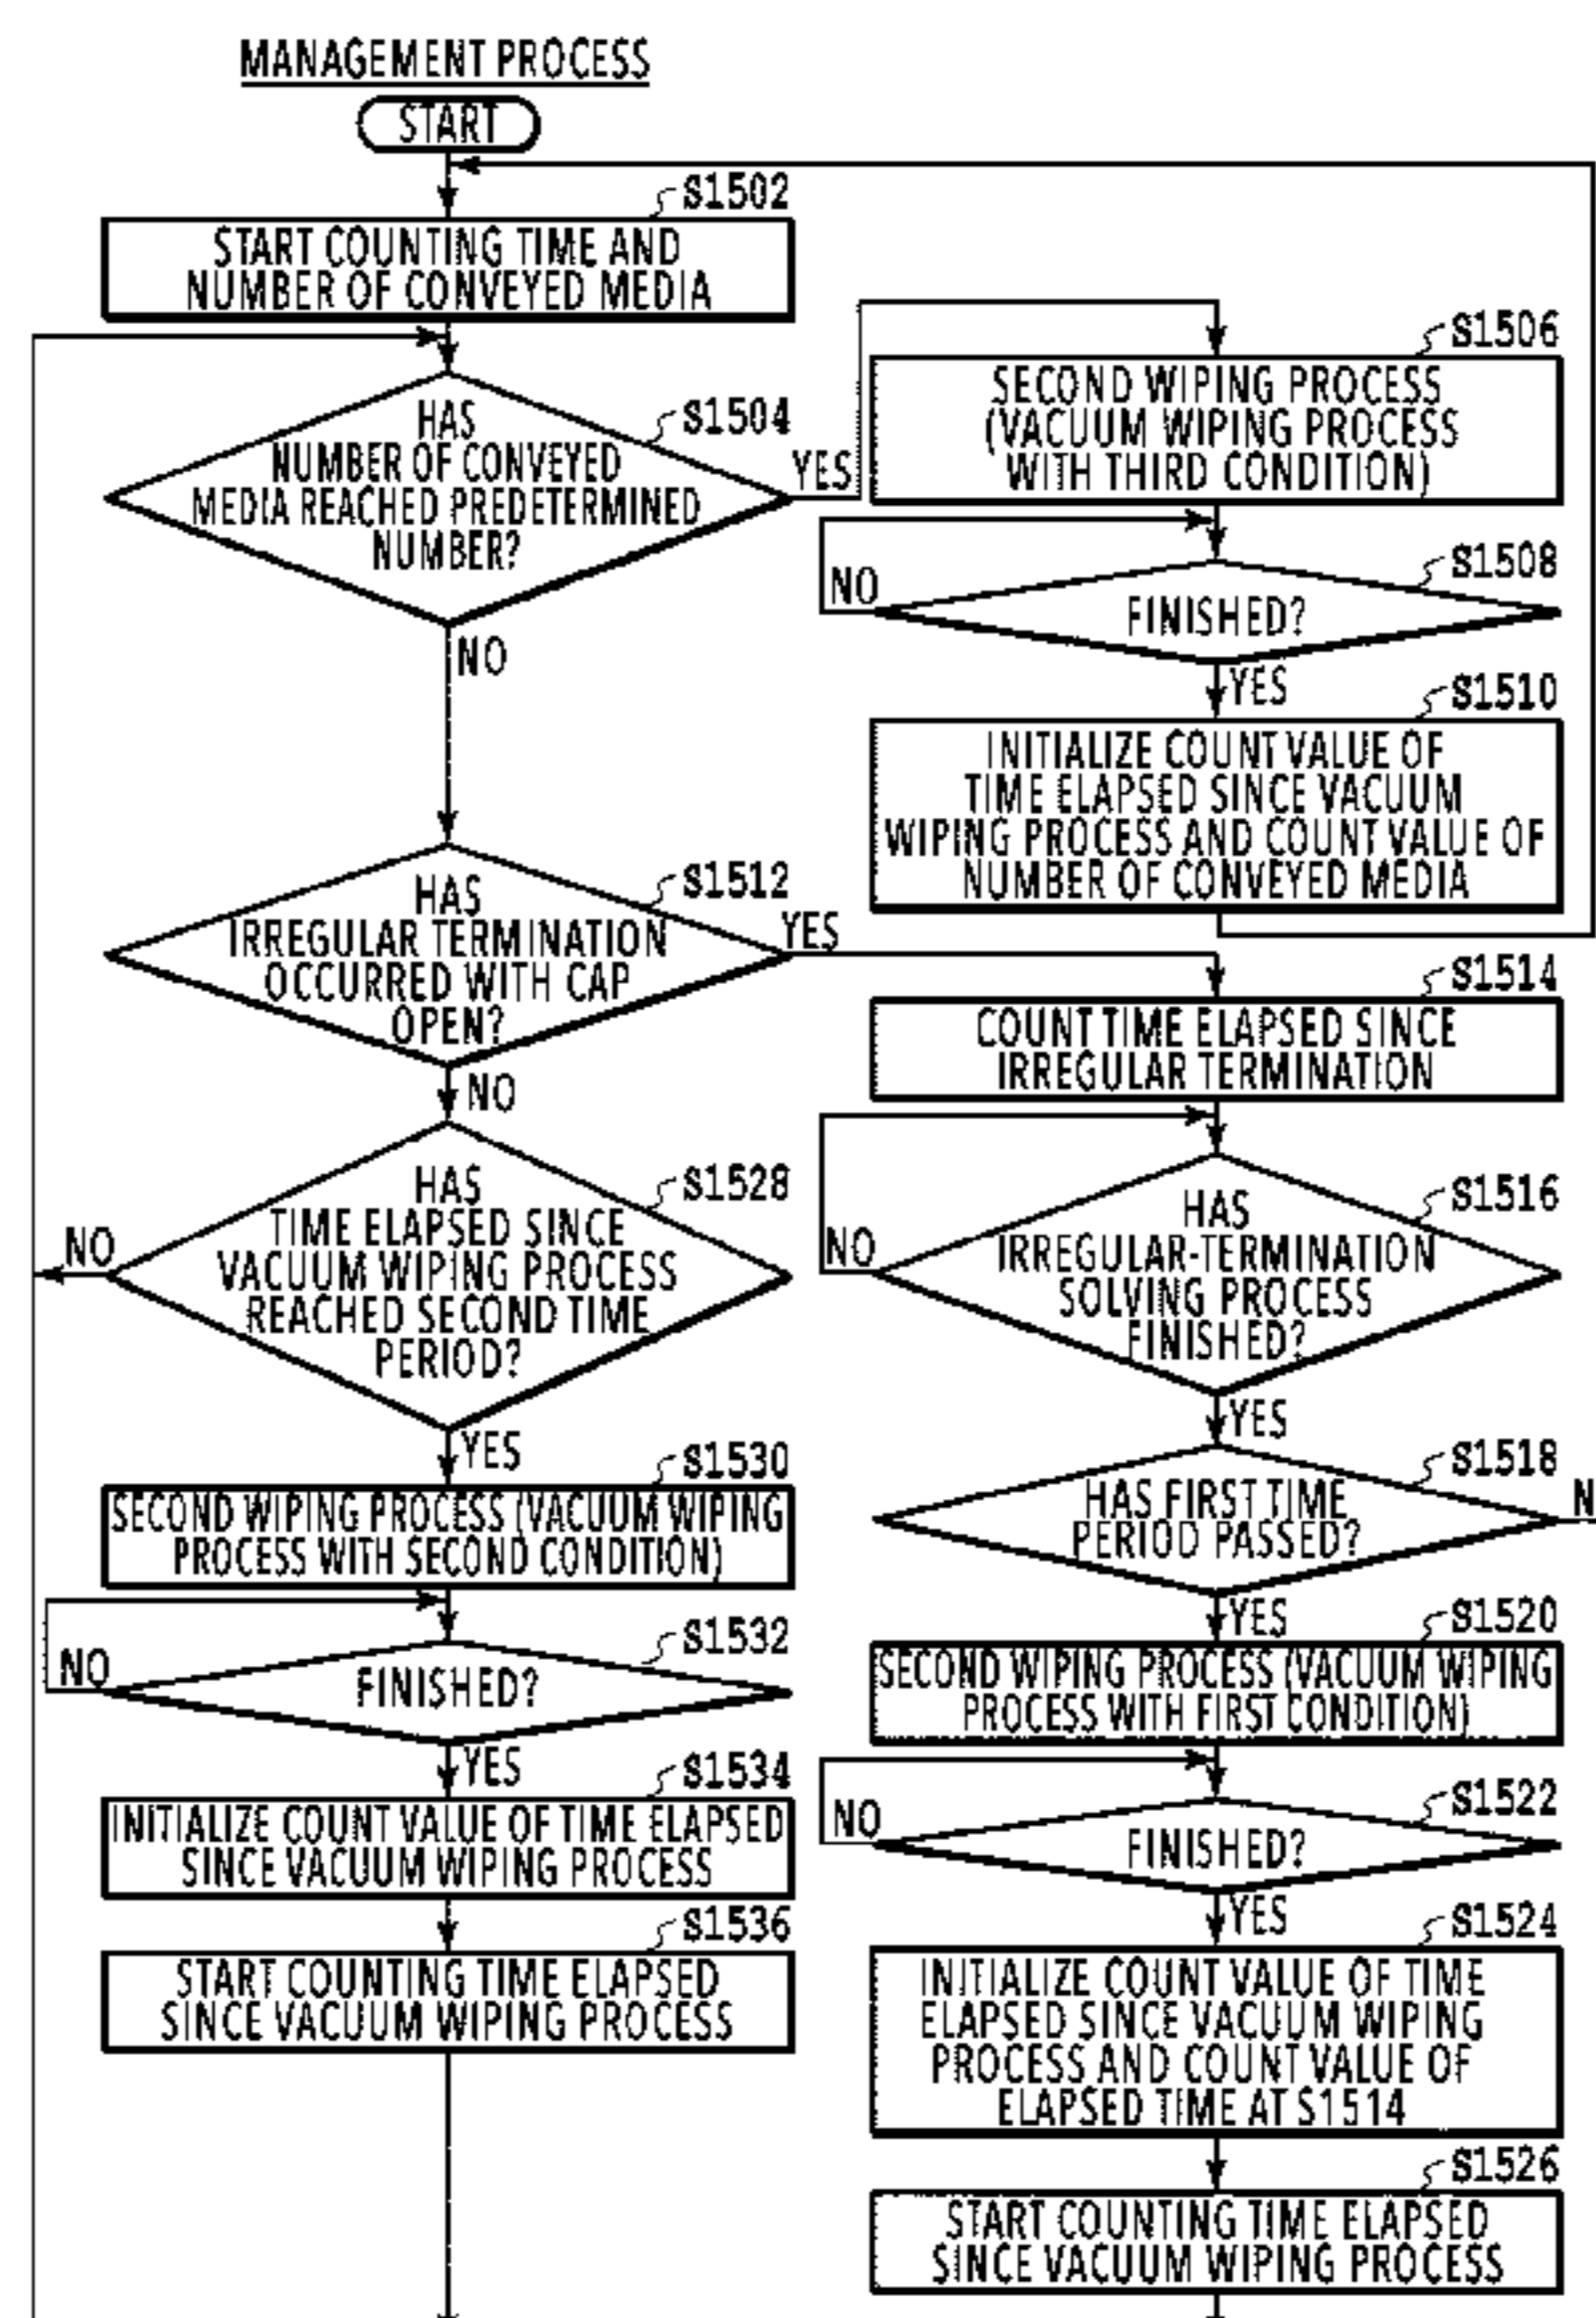 MANAGEMENT PROCESS
START
S1502
START COUNTING TIME AND
NUMBER OF CONVEYED MEDIA
S1504
HAS
NUMBER OF CONVEYED
MEDIA REACHED PREDETERMINED
NUMBER?
YES
NO
S1506
SECOND WIPING PROCESS
(VACUUM WIPING PROCESS
WITH THIRD CONDITION)
S1508
NO
FINISHED?
YES
S1510
INITIALIZE COUNT VALUE OF
TIME ELAPSED SINCE VACUUM
WIPING PROCESS AND COUNT VALUE OF
NUMBER OF CONVEYED MEDIA
S1512
HAS
IRREGULAR TERMINATION
OCCURRED WITH CAP
OPEN?
YES
NO
S1514
COUNT TIME ELAPSED SINCE
IRREGULAR TERMINATION
S1516
HAS
IRREGULAR-TERMINATION
SOLVING PROCESS
FINISHED?
NO
YES
S1518
HAS FIRST TIME
PERIOD PASSED?
N
YES
S1520
SECOND WIPING PROCESS (VACUUM WIPING
PROCESS WITH FIRST CONDITION)
S1522
NO
FINISHED?
YES
S1524
INITIALIZE COUNT VALUE OF TIME
ELAPSED SINCE VACUUM WIPING
PROCESS AND COUNT VALUE OF
ELAPSED TIME AT S1514
S1526
START COUNTING TIME ELAPSED
SINCE VACUUM WIPING PROCESS
S1528
HAS
TIME ELAPSED SINCE
VACUUM WIPING PROCESS
REACHED SECOND TIME
PERIOD?
NO
YES
S1530
SECOND WIPING PROCESS (VACUUM WIPING
PROCESS WITH SECOND CONDITION)
S1532
NO
FINISHED?
YES
S1534
INITIALIZE COUNT VALUE OF TIME ELAPSED
SINCE VACUUM WIPING PROCESS
S1536
START COUNTING TIME ELAPSED
SINCE VACUUM WIPING PROCESS